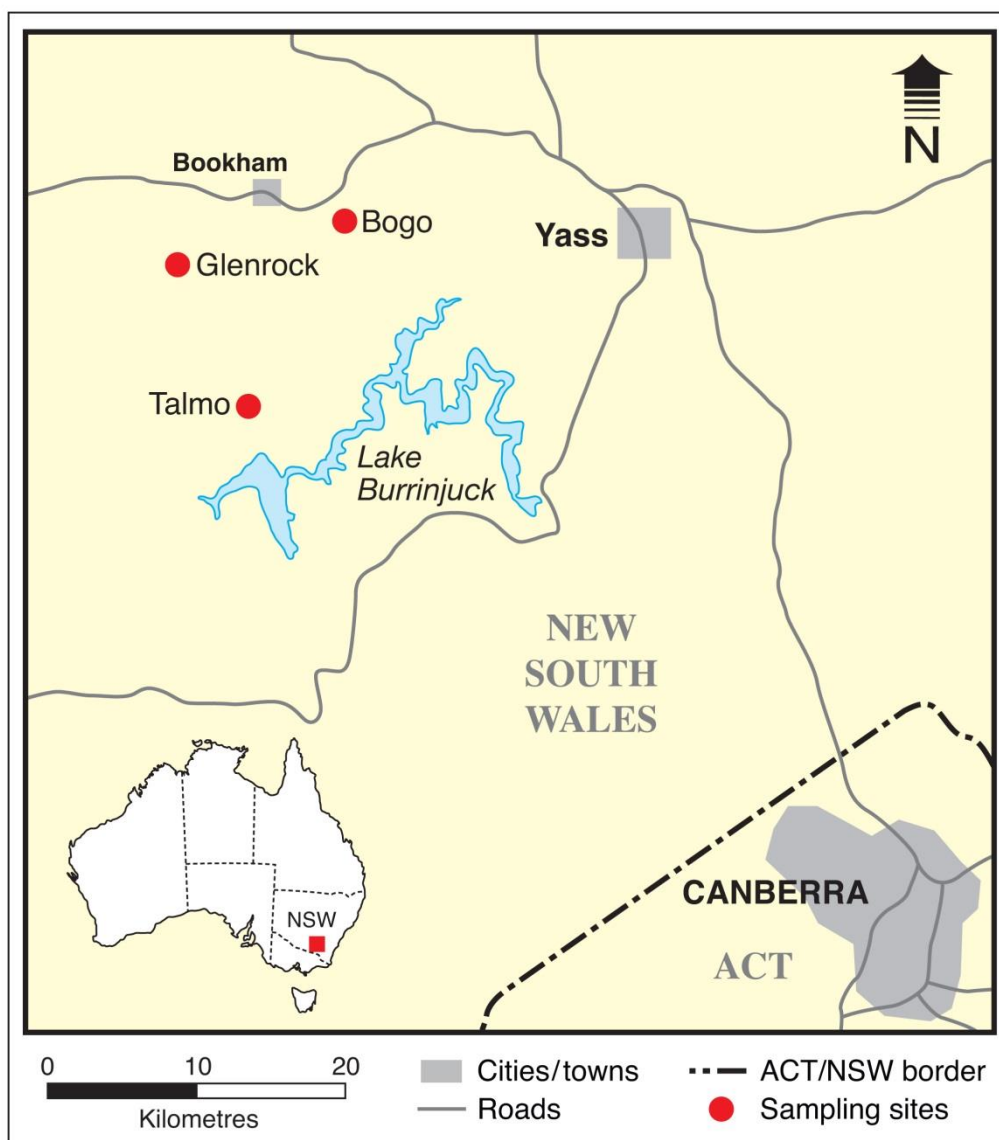 N
Bookham
Bogo
Yass
Glenrock
Talmo
Lake
Burrinjuck
NEW
SOUTH
WALES
CANBERRA
NSW
ACT
0 10 20
Kilometres
Cities/towns
Roads
ACT/NSW border
Sampling sites